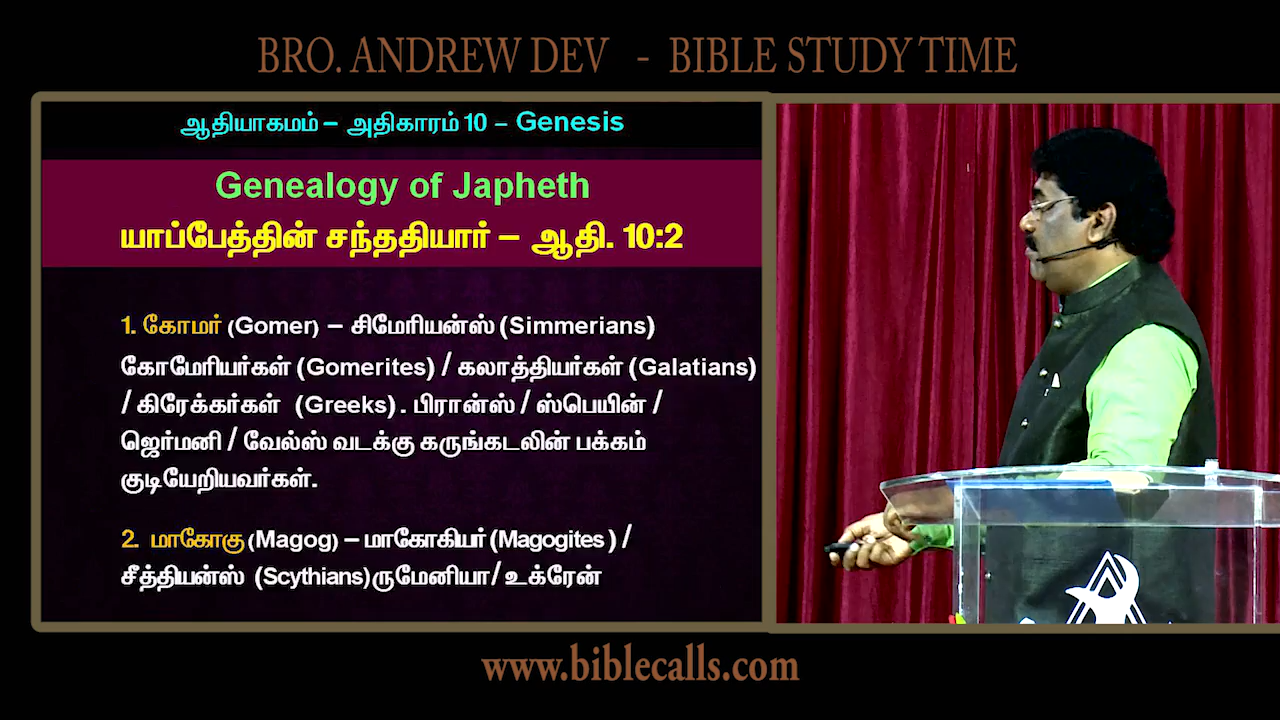 BRO. ANDREW DEV - BIBLE STUDY TIME
ஆதியாகமம் – அதிகாரம் 10 – Genesis
Genealogy of Japheth
யாப்பேத்தின் சந்ததியார் – ஆதி. 10:2
1. கோமர் (Gomer) – சிமேரியன்ஸ் (Simmerians)
கோமேரியர்கள் (Gomerites) / கலாத்தியர்கள் (Galatians)
/ கிரேக்கர்கள் (Greeks) . பிரான்ஸ் / ஸ்பெயின் /
ஜெர்மனி / வேல்ஸ் வடக்கு கருங்கடலின் பக்கம்
குடியேறியவர்கள்.
2. மாகோகு (Magog) – மாகோகியர் (Magogites ) /
சீத்தியன்ஸ் (Scythians)ருமேனியா/ உக்ரேன்
www.biblecalls.com